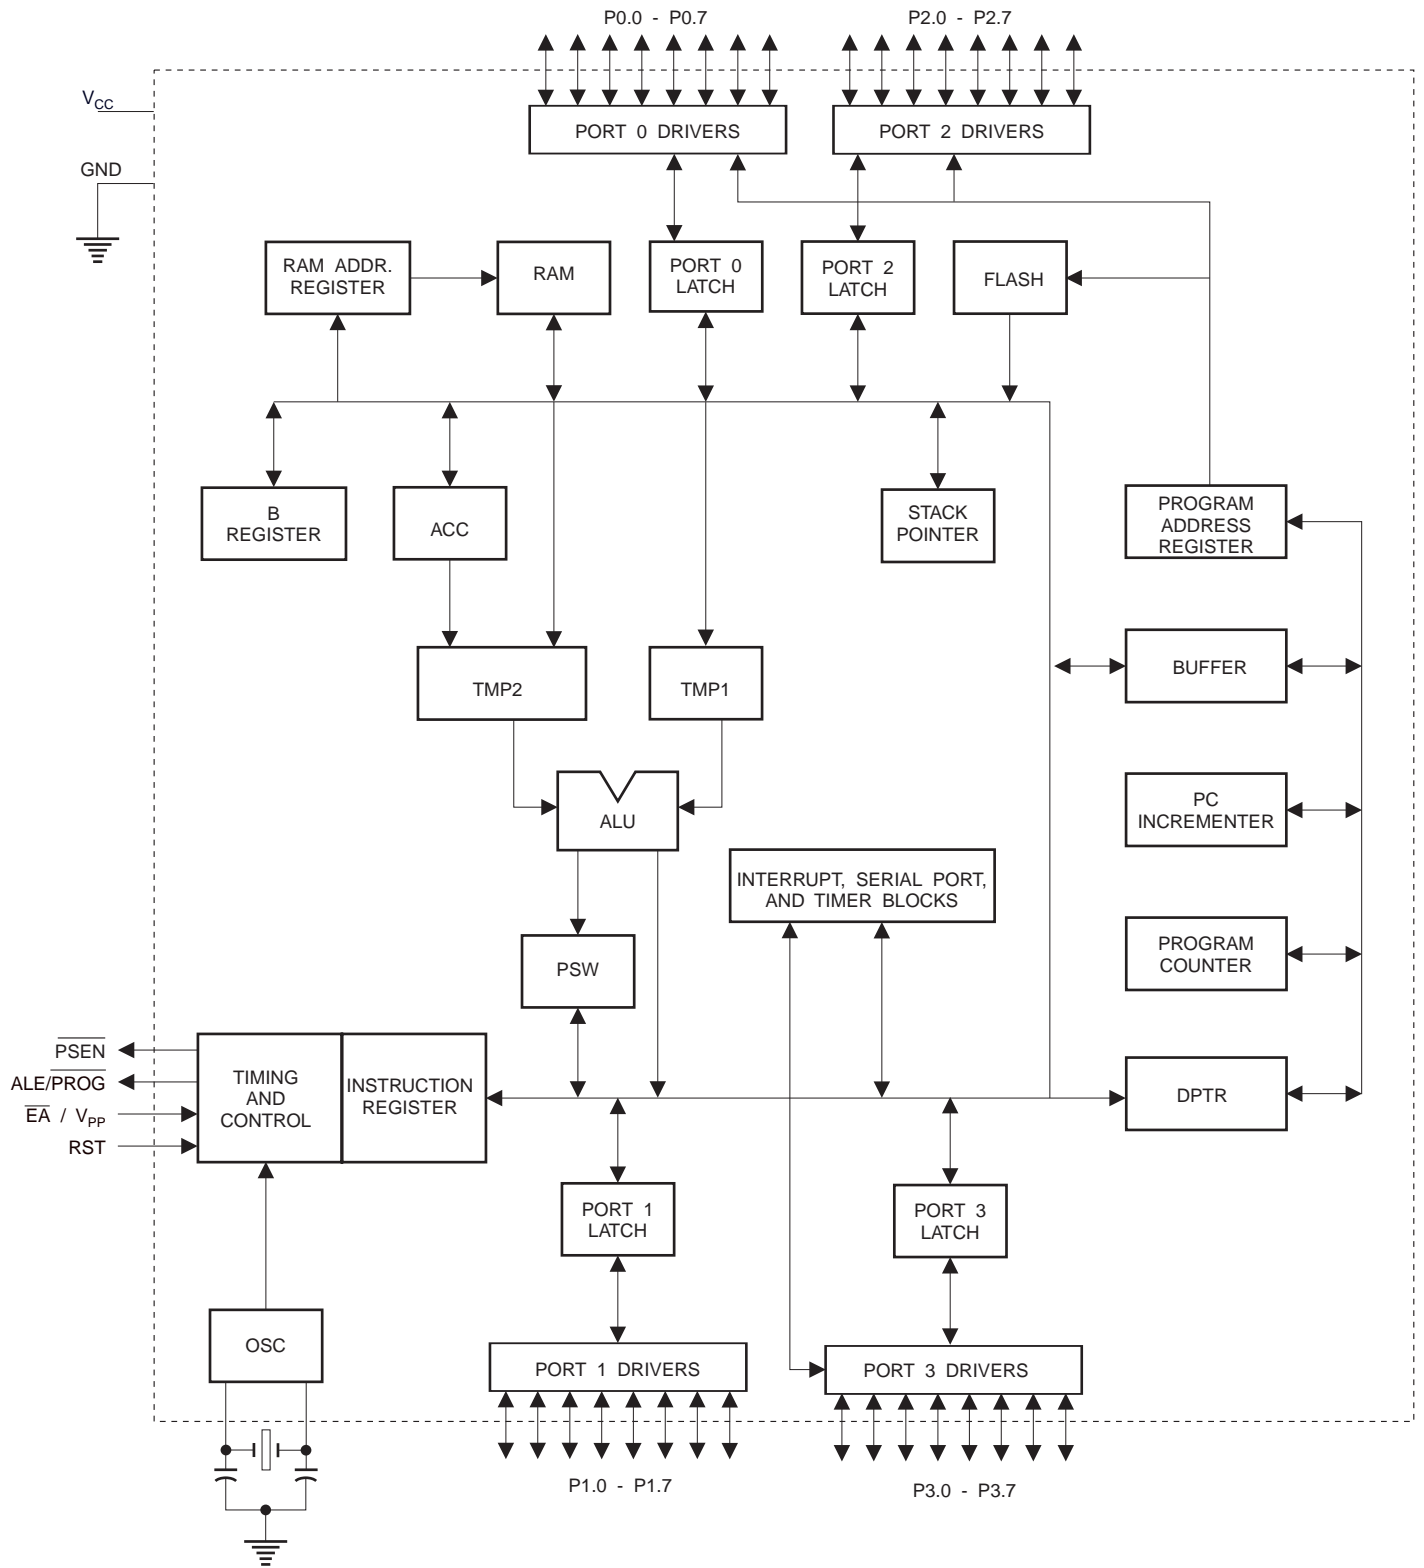 P0.0 - P0.7
P2.0 - P2.7
VCC
PORT 0 DRIVERS
PORT 2 DRIVERS
GND
RAM ADDR.
REGISTER
RAM
PORT 0
LATCH
PORT 2
LATCH
FLASH
B
REGISTER
ACC
STACK
POINTER
PROGRAM
ADDRESS
REGISTER
TMP2
TMP1
BUFFER
ALU
PC
INCREMENTER
INTERRUPT, SERIAL PORT,
AND TIMER BLOCKS
PSW
PROGRAM
COUNTER
PSEN
ALE/PROG
EA / VPP
RST
TIMING
AND
CONTROL
INSTRUCTION
REGISTER
DPTR
PORT 1
LATCH
PORT 3
LATCH
OSC
PORT 1 DRIVERS
PORT 3 DRIVERS
P1.0 - P1.7
P3.0 - P3.7